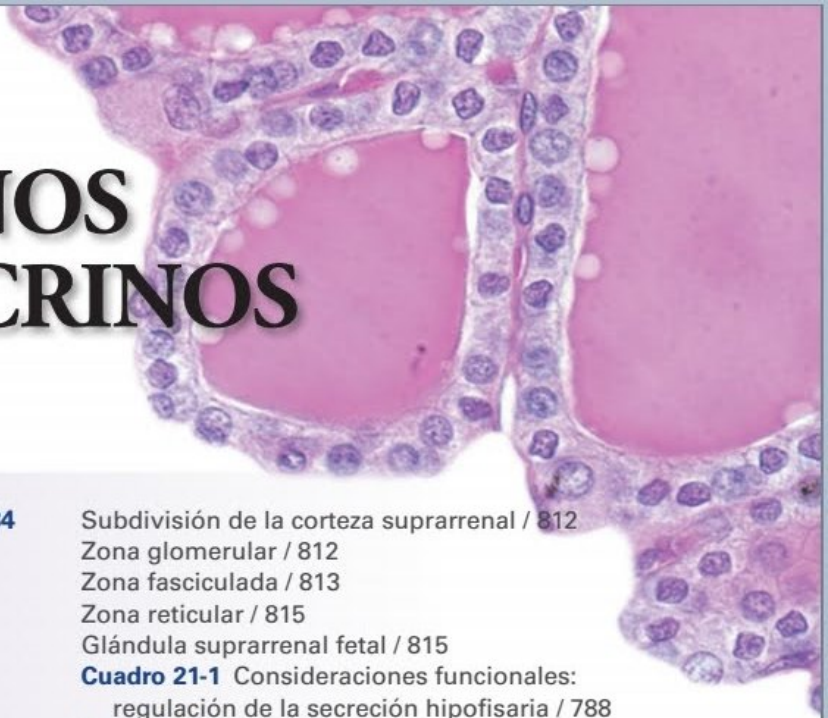 NOS
CRINOS
4
Subdivisión de la corteza suprarrenal / 812
Zona glomerular / 812
Zona fasciculada / 813
Zona reticular / 815
Glándula suprarrenal fetal / 815
Cuadro 21-1 Consideraciones funcionales:
regulación de la secreción hipofisaria / 788